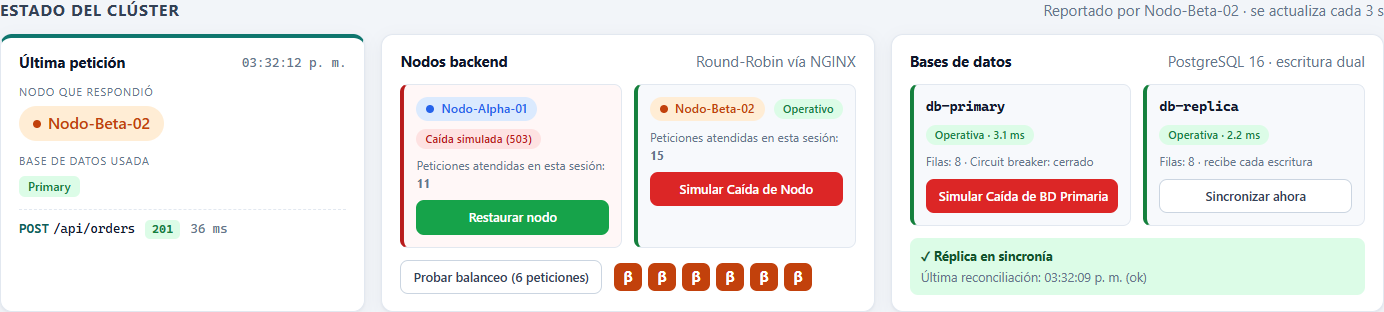 ESTADO DEL CLÚSTER
Reportado por Nodo-Beta-02 · se actualiza cada 3 s
Última petición
03:32:12 p. m.
NODO QUE RESPONDIÓ
Nodo-Beta-02
BASE DE DATOS USADA
Primary
POST /api/orders 201 36 ms
Nodos backend
Round-Robin vía NGINX
Nodo-Alpha-01
Caída simulada (503)
Peticiones atendidas en esta sesión:
11
Restaurar nodo
Nodo-Beta-02 Operativo
Peticiones atendidas en esta sesión:
15
Simular Caída de Nodo
Probar balanceo (6 peticiones) β β β β β β
Bases de datos
PostgreSQL 16 · escritura dual
db-primary
Operativa · 3.1 ms
Filas: 8 · Circuit breaker: cerrado
Simular Caída de BD Primaria
db-replica
Operativa · 2.2 ms
Filas: 8 · recibe cada escritura
Sincronizar ahora
✓ Réplica en sincronía
Última reconciliación: 03:32:09 p. m. (ok)